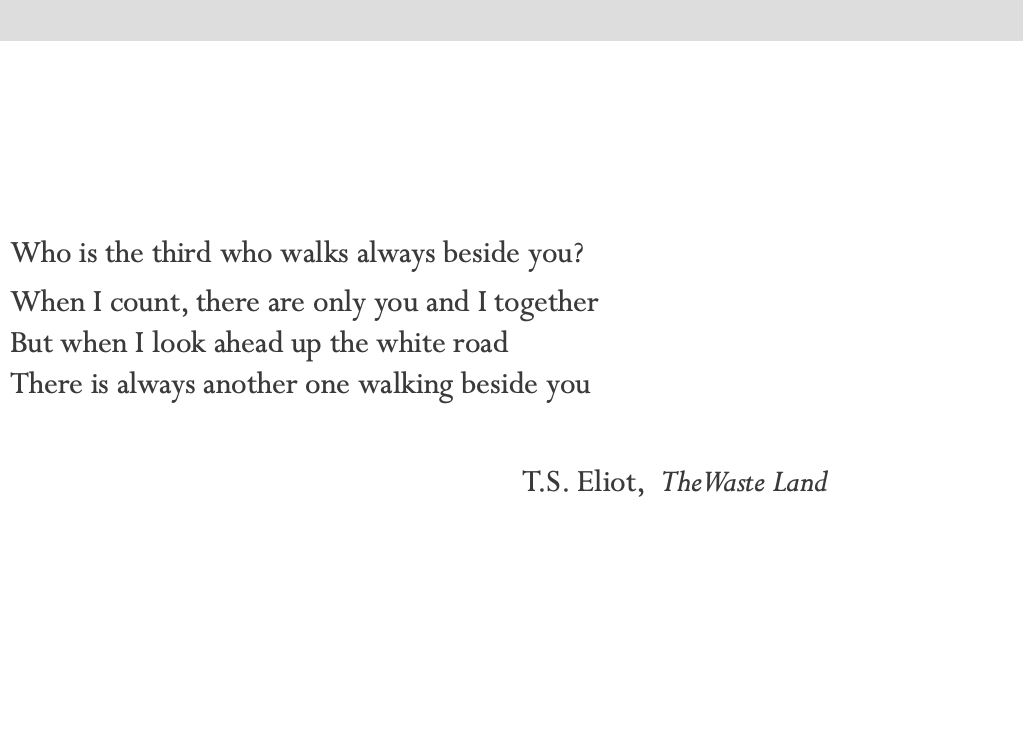 Who is the third who walks always beside you?
When I count, there are only you and I together
But when I look ahead up the white road
There is always another one walking beside you
T.S. Eliot, TheWaste Land